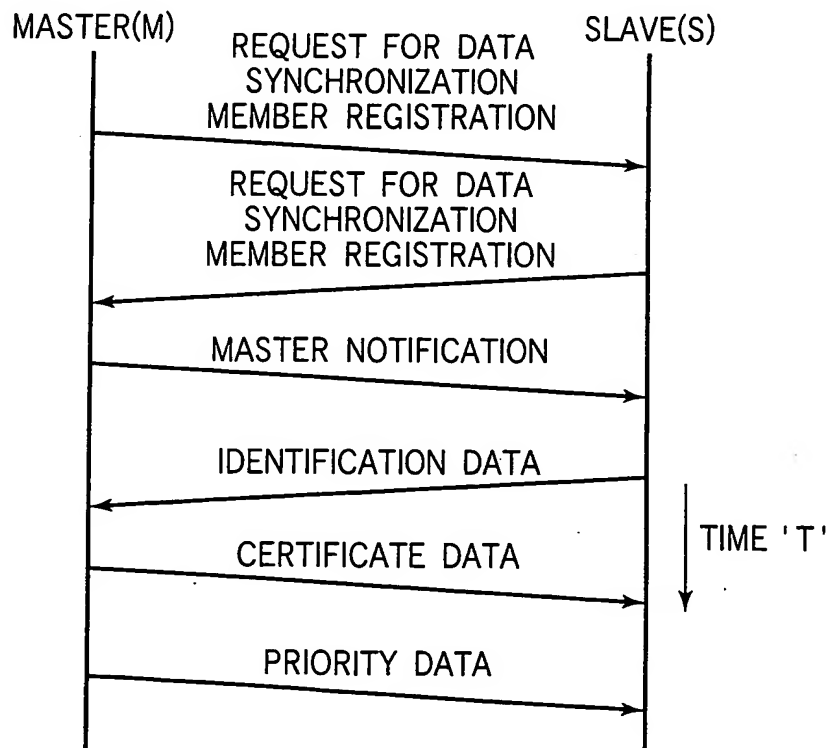 MASTER(M)
SLAVE(S)
REQUEST FOR DATA
SYNCHRONIZATION
MEMBER REGISTRATION
REQUEST FOR DATA
SYNCHRONIZATION
MEMBER REGISTRATION
MASTER NOTIFICATION
IDENTIFICATION DATA
TIME 'T'
CERTIFICATE DATA
PRIORITY DATA